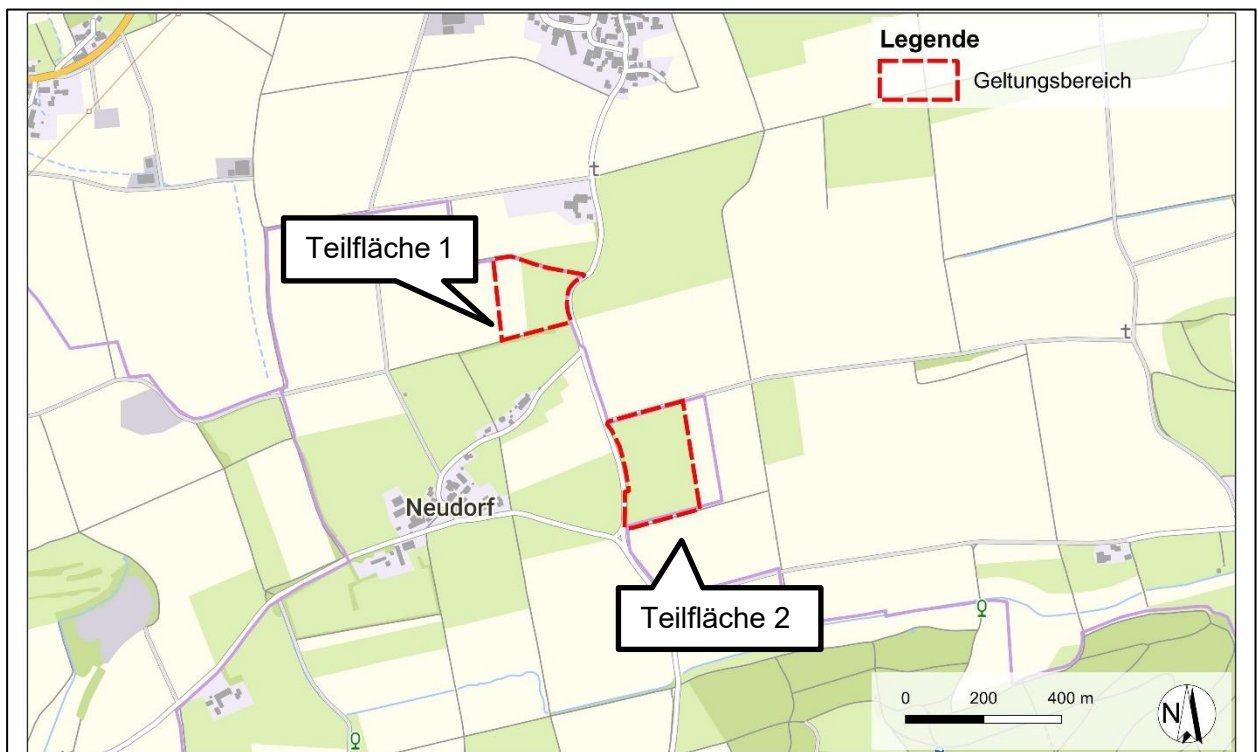 Legende
Geltungsbereich
Teilfläche 1
Neudorf
Teilfläche 2
0 200 400 m
N